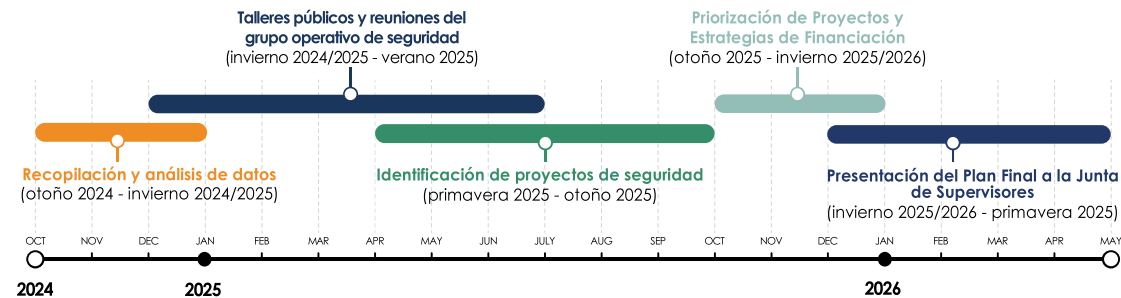 Talleres públicos y reuniones del
grupo operativo de seguridad
(invierno 2024/2025 - verano 2025)
Priorización de Proyectos y
Estrategias de Financiación
(otoño 2025 - invierno 2025/2026)
Recopilación y análisis de datos
(otoño 2024 - invierno 2024/2025)
Identificación de proyectos de seguridad
(primavera 2025 - otoño 2025)
Presentación del Plan Final a la Junta
de Supervisores
(invierno 2025/2026 - primavera 2025)
OCT NOV DEC JAN FEB MAR APR MAY JUN JULY AUG SEP OCT NOV DEC JAN FEB MAR APR MAY
2024 2025 2026